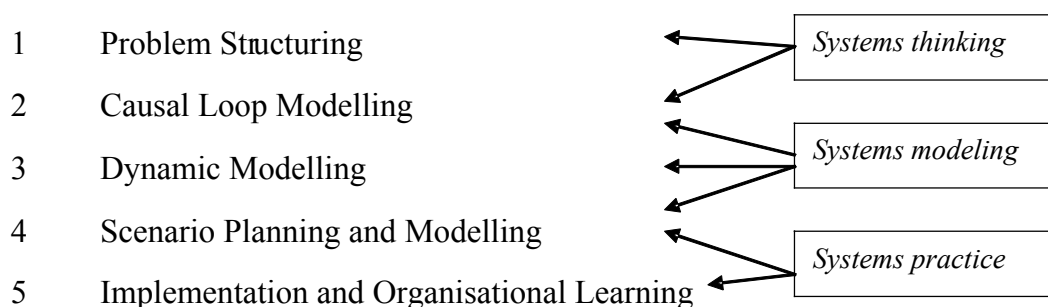 1 Problem Structuring
Systems thinking
2 Causal Loop Modelling
Systems modeling
3 Dynamic Modelling
4 Scenario Planning and Modelling
Systems practice
5 Implementation and Organisational Learning